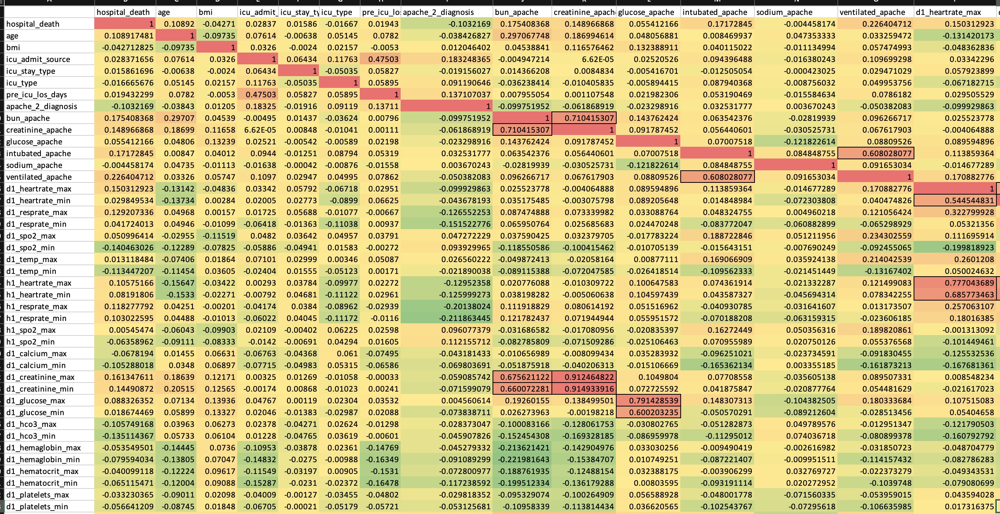 hospital_death age bmi icu_admit_ icu_stay_ty icu_type pre_icu_lo apache_2_diagnosis bun_apache creatinine_apach glucose_apache intubated_apache sodium_apache ventilated_apache d1_heartrate_max
hospital_death 1 0.10892 -0.04271 0.02837 0.01586 -0.01667 0.01943 -0.1032169 0.175408368 0.148966868 0.055412166 0.17172845 -0.004458174 0.226404712 0.150312923
age 0.108917481 1 -0.09735 0.07614 -0.00638 0.05145 0.0782 -0.038426827 0.297067748 0.186994614 0.048056881 0.008469937 0.047353333 0.033259472 -0.131420173
bmi -0.042712825 -0.09735 1 0.0326 -0.0024 0.02157 -0.0053 0.012046402 0.04538841 0.116576462 0.132388911 0.040115022 -0.011134994 0.057474993 -0.048362836
icu_admit_source 0.028371656 0.07614 0.0326 1 0.06434 0.11763 0.47503 0.183248365 -0.004947214 6.62E-05 0.02520526 0.094396488 -0.016380243 0.109699298 0.03342296
icu_stay_type 0.015861696 -0.00638 -0.0024 0.06434 1 -0.05035 0.05827 -0.019156027 0.014366208 0.0084834 -0.005416701 -0.012505054 -0.000423025 0.029471029 0.057923899
icu_type -0.016665676 0.05145 0.02157 0.11763 -0.05035 1 0.05895 0.091190646 -0.036238414 -0.010405835 -0.005894415 0.087940368 -0.008756032 0.049953756 -0.067182715
pre_icu_los_days 0.019432299 0.0782 -0.0053 0.47503 0.05827 0.05895 1 0.137107037 0.007955054 0.001107548 0.021982306 0.053190469 -0.015584634 0.0786182 0.029505529
apache_2_diagnosis -0.1032169 -0.03843 0.01205 0.18325 -0.01916 0.09119 0.13711 1 -0.099751952 -0.061868919 -0.023298916 0.032531777 0.003670243 -0.050382083 -0.099929863
bun_apache 0.175408368 0.29707 0.04539 -0.00495 0.01437 -0.03624 0.00796 -0.099751952 1 0.710415307 0.143762424 0.063542376 -0.02819939 0.096266717 0.025523778
creatinine_apache 0.148966868 0.18699 0.11658 6.62E-05 0.00848 -0.01041 0.00111 -0.061868919 0.710415307 1 0.091787452 0.056440601 -0.030525731 0.067617903 -0.004064888
glucose_apache 0.055412166 0.04806 0.13239 0.02521 -0.00542 -0.00589 0.02198 -0.023298916 0.143762424 0.091787452 1 0.07007518 -0.121822614 0.08809526 0.089594896
intubated_apache 0.17172845 0.00847 0.04012 0.0944 -0.01251 0.08794 0.05319 0.032531777 0.063542376 0.056440601 0.07007518 1 0.084848755 0.608028077 0.113859364
sodium_apache -0.004458174 0.04735 -0.01113 -0.01638 -0.00042 -0.00876 -0.01558 0.003670243 -0.02819939 -0.030525731 -0.121822614 0.084848755 1 0.091653034 -0.014677289
ventilated_apache 0.226404712 0.03326 0.05747 0.1097 0.02947 0.04995 0.07862 -0.050382083 0.096266717 0.067617903 0.08809526 0.608028077 0.091653034 1 0.170882776
d1_heartrate_max 0.150312923 -0.13142 -0.04836 0.03342 0.05792 -0.06718 0.02951 -0.099929863 0.025523778 -0.004064888 0.089594896 0.113859364 -0.014677289 0.170882776 1
d1_heartrate_min 0.029849534 -0.13734 0.00284 0.02005 0.02773 -0.0899 0.06625 -0.043678193 0.035175485 -0.003075798 0.089205648 0.014848984 -0.072303808 0.040474826 0.544544831
d1_resprate_max 0.129207336 0.04968 0.00157 0.01725 0.05688 -0.01077 -0.00667 -0.126552253 0.087474888 0.073339982 0.033088764 0.048324755 0.004960218 0.121056424 0.322799928
d1_resprate_min 0.041724013 0.04946 -0.01099 -0.06418 -0.01363 -0.11038 0.00937 -0.151522776 0.065950764 0.025685683 0.024470248 -0.083772047 -0.060882899 -0.065298929 0.05321356
d1_spo2_max 0.050996414 -0.02955 -0.11519 0.0482 0.03642 0.04957 0.03791 0.047272229 0.037590425 0.032379705 -0.017783224 0.188722846 0.051211956 0.234302559 0.111695914
d1_spo2_min -0.140463026 -0.12289 -0.07825 -0.05886 -0.04941 0.01583 -0.00272 0.093929965 -0.118550586 -0.100415462 -0.010705139 -0.015643151 -0.007690249 -0.092455065 -0.199818923
d1_temp_max 0.013118484 -0.07406 0.01864 0.07101 0.02999 0.00346 0.05087 0.026560222 -0.049872413 -0.02058164 0.00877111 0.169066909 0.035924138 0.214042539 0.2601208
d1_temp_min -0.113447207 -0.11454 0.03605 -0.02404 0.01555 -0.05123 0.00171 -0.021890038 -0.089115388 -0.072047585 -0.026418514 -0.109562333 -0.021451449 -0.13167402 0.050024632
h1_heartrate_max 0.10575166 -0.15647 -0.03422 0.00293 0.03784 -0.09977 0.02272 -0.12952358 0.020776088 -0.010309722 0.100647583 0.074361914 -0.021332287 0.121499083 0.777043689
h1_heartrate_min 0.08191806 -0.1533 -0.02271 -0.00792 0.04681 -0.11122 0.02961 -0.125999273 0.038198282 -0.005060638 0.104597439 0.043587327 -0.045694314 0.078342255 0.685773463
h1_resprate_max 0.118277792 0.04251 -0.00201 -0.04174 0.0384 -0.08962 -0.02939 -0.20138024 0.111918829 0.080614192 0.051516962 -0.040930785 -0.031641607 0.013173507 0.257063107
h1_resprate_min 0.103022595 0.04488 -0.01013 -0.06022 0.04045 -0.11172 -0.0116 -0.211863445 0.121782437 0.071944944 0.055951572 -0.070188208 -0.063159315 -0.023606185 0.18016385
h1_spo2_max 0.00545474 -0.06043 -0.09903 0.02109 -0.00402 0.06225 0.02598 0.096077379 -0.031686582 -0.017080956 -0.020835397 0.16272449 0.050356316 0.189820861 -0.001313092
h1_spo2_min -0.06358962 -0.09111 -0.08333 -0.0142 -0.00691 0.04294 0.01605 0.112155712 -0.082785809 -0.071509286 -0.025106463 0.070955989 0.020750126 0.055376568 -0.101449461
d1_calcium_max -0.0678194 0.01455 0.06631 -0.06763 -0.04368 0.061 -0.07495 -0.043181433 -0.010656989 -0.008099434 0.035283932 -0.096251021 -0.023734591 -0.091830455 -0.125532536
d1_calcium_min -0.105288018 0.0348 0.06897 -0.07715 -0.04983 0.05315 -0.06586 -0.069803691 -0.051875918 -0.040206313 -0.015106669 -0.165362134 0.003355185 -0.161873213 -0.167681361
d1_creatinine_max 0.161347611 0.18639 0.12171 0.00325 0.01269 -0.01058 -0.00033 -0.059085742 0.675621122 0.912464822 0.1049804 0.07708558 -0.035605138 0.089507331 0.008548234
d1_creatinine_min 0.14490872 0.20515 0.12565 -0.00174 0.00868 -0.01023 0.00241 -0.071599079 0.660072281 0.914933916 0.072725592 0.041875847 -0.020877764 0.054481629 -0.021617023
d1_glucose_max 0.088326352 0.07134 0.13936 0.04767 0.00119 0.02304 0.03532 0.004560614 0.19260155 0.138499501 0.791428539 0.148307313 -0.104382505 0.180333684 0.107515083
d1_glucose_min 0.018674469 0.05899 0.13327 0.02046 -0.01383 -0.02987 0.02088 -0.073838711 0.026273963 -0.00198218 0.600203235 -0.050570291 -0.089212604 -0.028513456 0.05404658
d1_hco3_max -0.105749168 0.03963 0.06273 0.02378 -0.04271 0.02624 -0.01298 -0.028373047 -0.100083166 -0.128061753 -0.030802765 -0.051282873 0.049789576 -0.012951347 -0.121790503
d1_hco3_min -0.135114367 0.05733 0.06104 0.01228 -0.04765 0.03619 -0.00601 -0.045907826 -0.152454308 -0.169328185 -0.086959978 -0.11295012 0.074036718 -0.080899378 -0.160792792
d1_hemaglobin_max -0.053549501 -0.14445 0.0736 -0.10953 -0.03878 0.02361 -0.14769 -0.045279332 -0.213621421 -0.142904976 0.033030256 -0.009490419 -0.002616982 -0.031850723 -0.048704779
d1_hemaglobin_min -0.079594034 -0.13805 0.07047 -0.14832 -0.0275 -0.00988 -0.16349 -0.091089299 -0.221981643 -0.15384707 0.010749251 -0.087221407 -0.009951511 -0.114157432 -0.082786283
d1_hematocrit_max -0.040099118 -0.12224 0.09617 -0.11549 -0.03197 0.00905 -0.1531 -0.072800977 -0.188761935 -0.12488154 0.032388175 -0.003906299 0.032769727 -0.022373279 -0.049343531
d1_hematocrit_min -0.065115471 -0.12004 0.09088 -0.15287 -0.0231 -0.02372 -0.16478 -0.117238592 -0.199512334 -0.136179288 0.00803595 -0.093191114 0.020272952 -0.1039748 -0.079080699
d1_platelets_max -0.033230365 -0.09011 0.02098 -0.04009 -0.00127 -0.03455 -0.04802 -0.029818352 -0.095329074 -0.100264909 0.056588928 -0.048001778 -0.071560335 -0.053959015 0.043594028
d1_platelets_min -0.056641209 -0.08745 0.01848 -0.06705 -0.00021 -0.05179 -0.05721 -0.053125681 -0.10958339 -0.113814434 0.036620565 -0.102543767 -0.07295618 -0.106635985 0.017316375